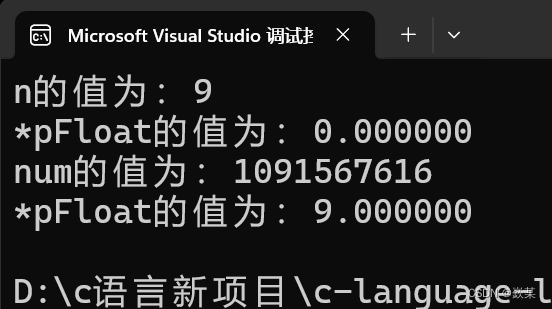 Microsoft Visual Studio 调试控
n的值为：9
*pFloat的值为：0.000000
num的值为：1091567616
*pFloat的值为：9.000000
D:\c语言新项目\c-language-l
CSDN @歖某